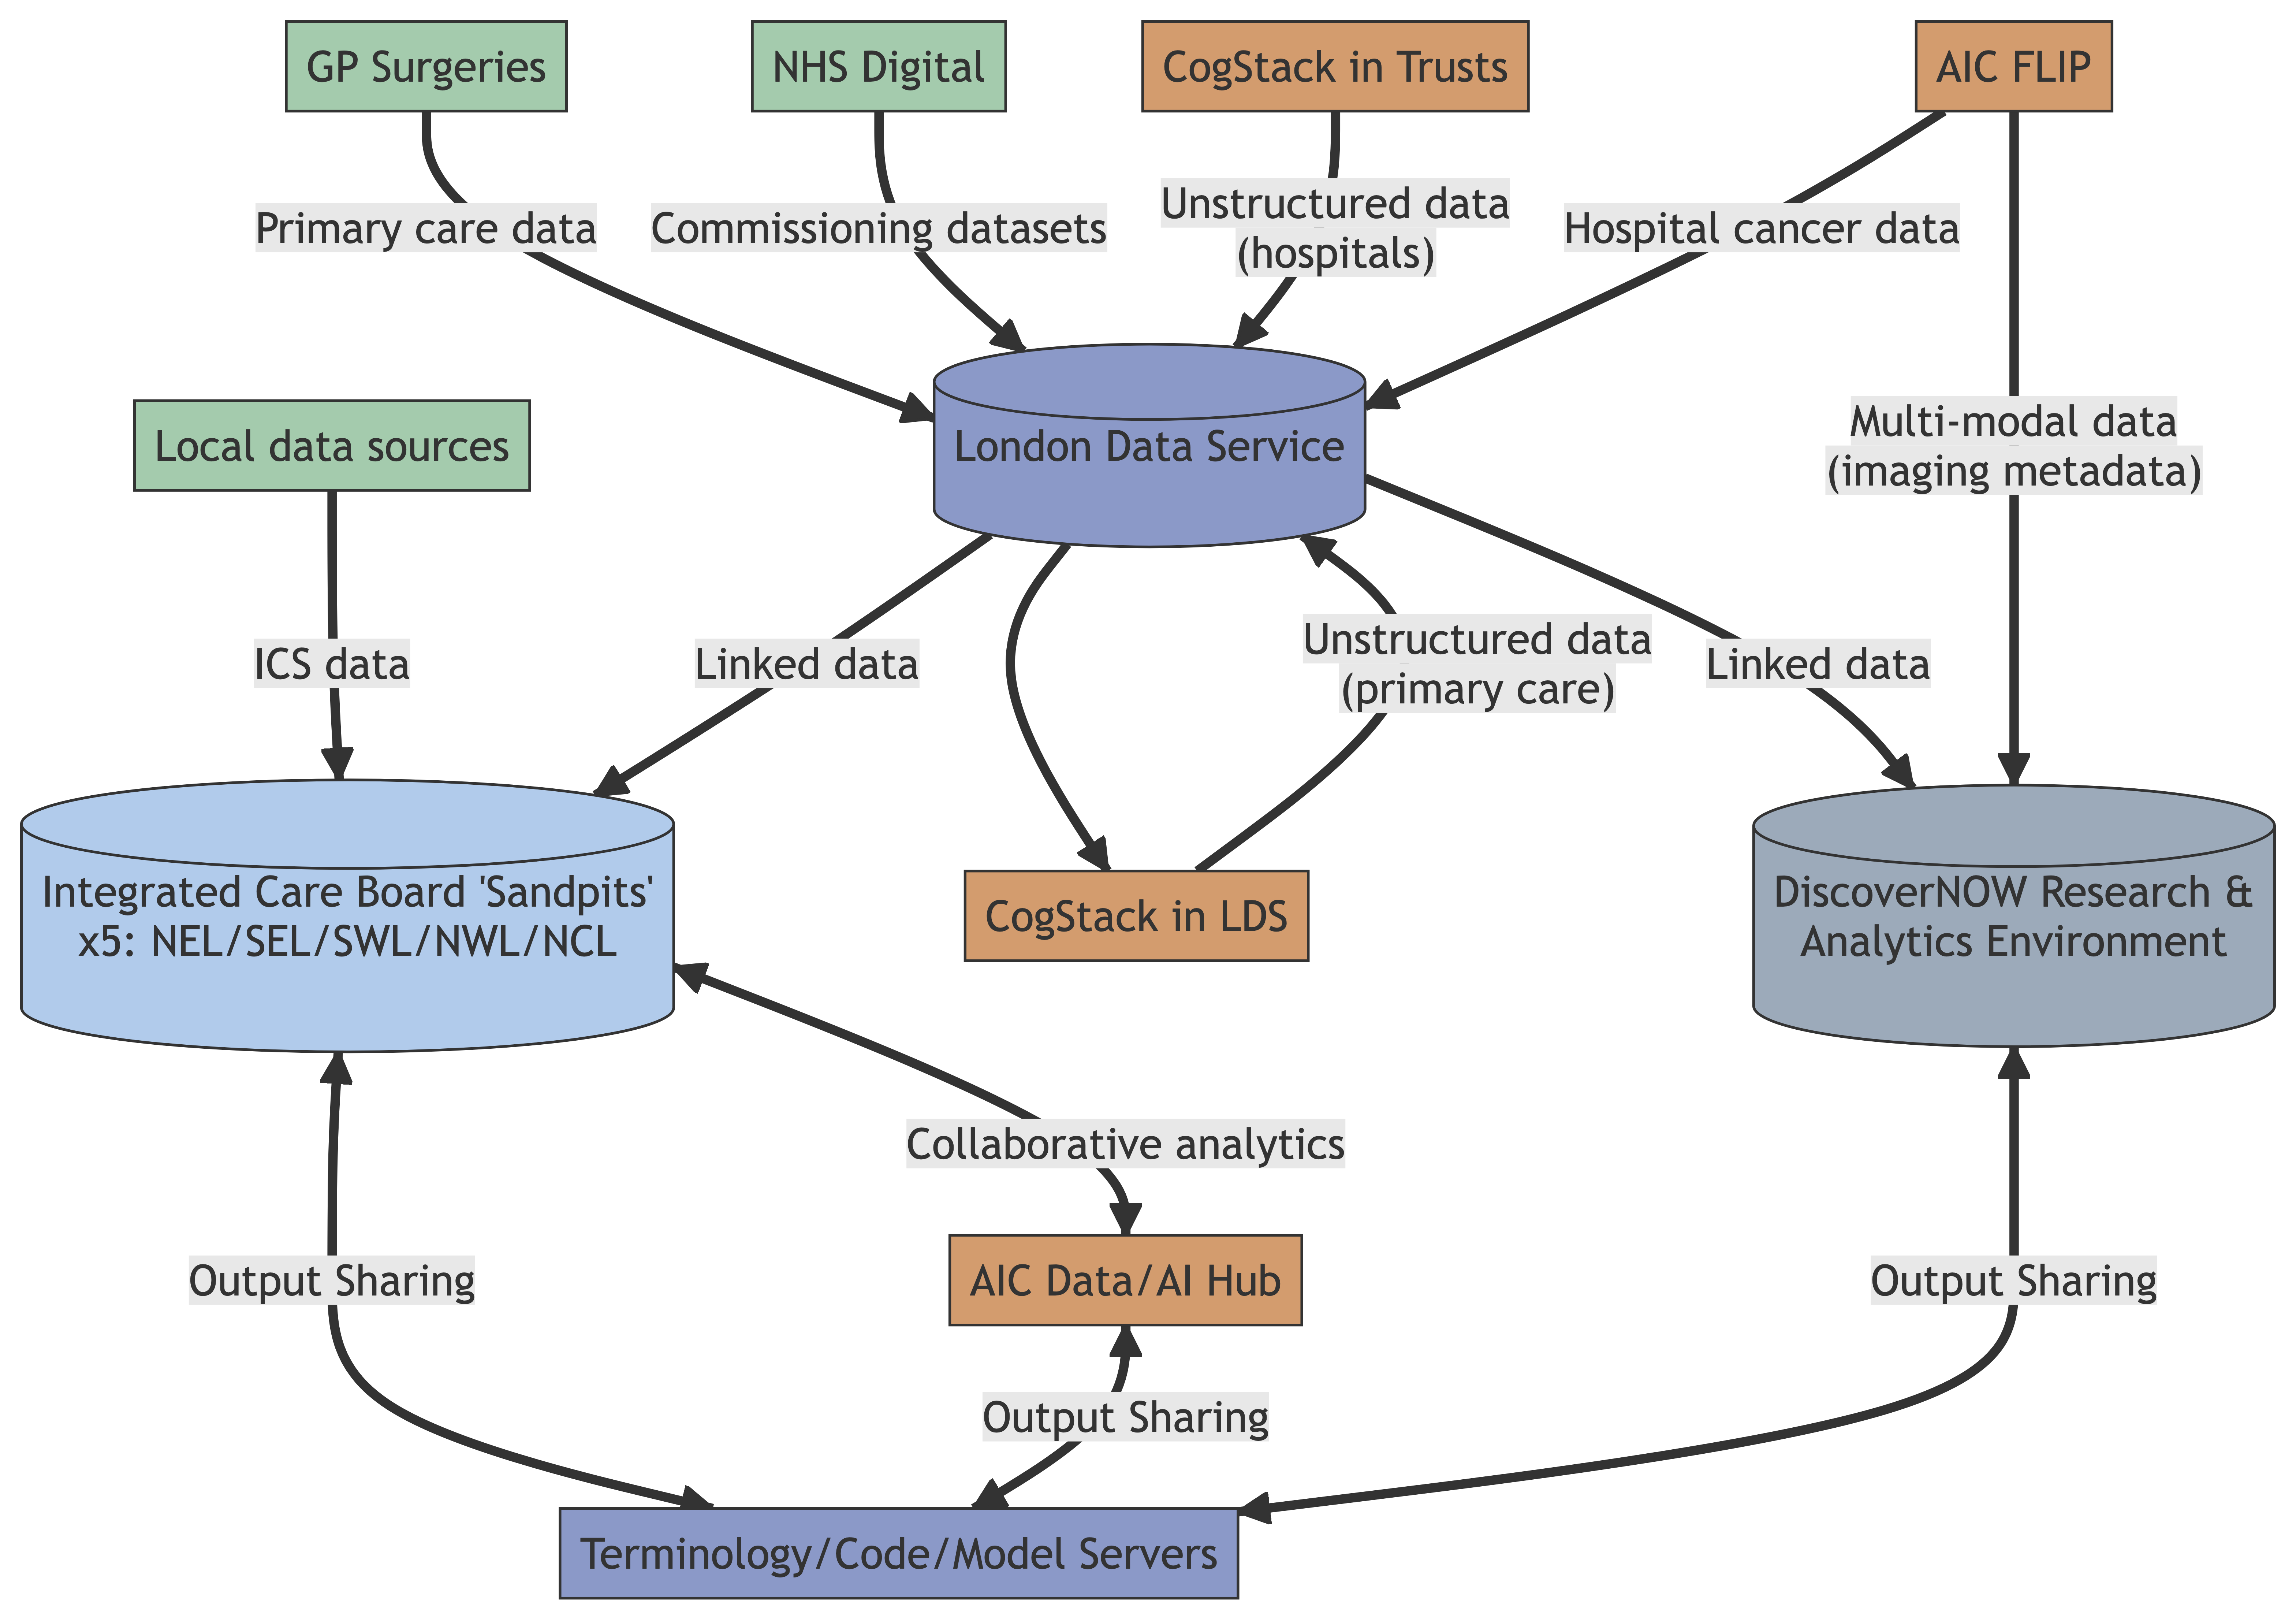 GP Surgeries
NHS Digital
CogStack in Trusts
AIC FLIP
Primary care data
Commissioning datasets
Unstructured data
(hospitals)
Hospital cancer data
Local data sources
London Data Service
Multi-modal data
(imaging metadata)
ICS data
Linked data
Unstructured data
(primary care)
Linked data
Integrated Care Board 'Sandpits'
x5: NEL/SEL/SWL/NWL/NCL
CogStack in LDS
DiscoverNOW Research &
Analytics Environment
Collaborative analytics
Output Sharing
AIC Data/AI Hub
Output Sharing
Output Sharing
Terminology/Code/Model Servers